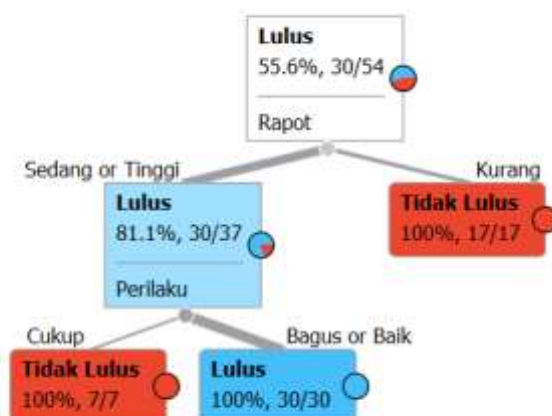 Lulus
55.6%, 30/54
Rapot
Sedang or Tinggi
Kurang
Lulus
81.1%, 30/37
Perilaku
Tidak Lulus
100%, 17/17
Cukup
Bagus or Baik
Tidak Lulus
100%, 7/7
Lulus
100%, 30/30